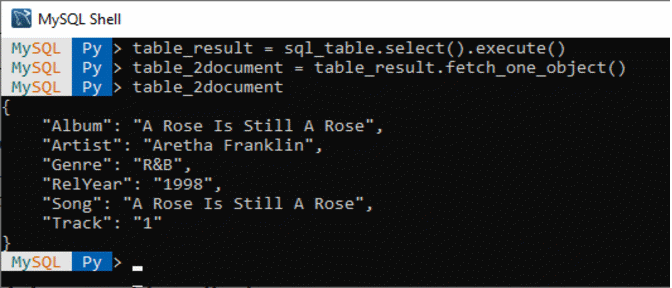 MySQL Shell
MySQL Py > table_result = sql_table.select().execute()
MySQL Py > table_2document = table_result.fetch_one_object()
MySQL Py > table_2document
{
    "Album": "A Rose Is Still A Rose",
    "Artist": "Aretha Franklin",
    "Genre": "R&B",
    "RelYear": "1998",
    "Song": "A Rose Is Still A Rose",
    "Track": "1"
}
MySQL Py >